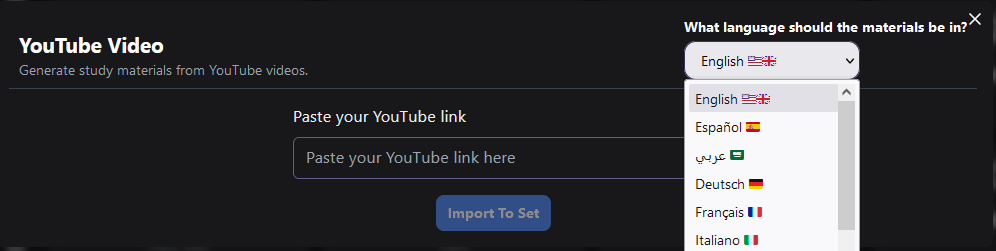 What language should the materials be in?
YouTube Video
Generate study materials from YouTube videos.
English 🇺🇸🇬🇧
English 🇺🇸🇬🇧
Español 🇪🇸
عربي 🇸🇦
Deutsch 🇩🇪
Français 🇫🇷
Italiano 🇮🇹
Paste your YouTube link
Paste your YouTube link here
Import To Set